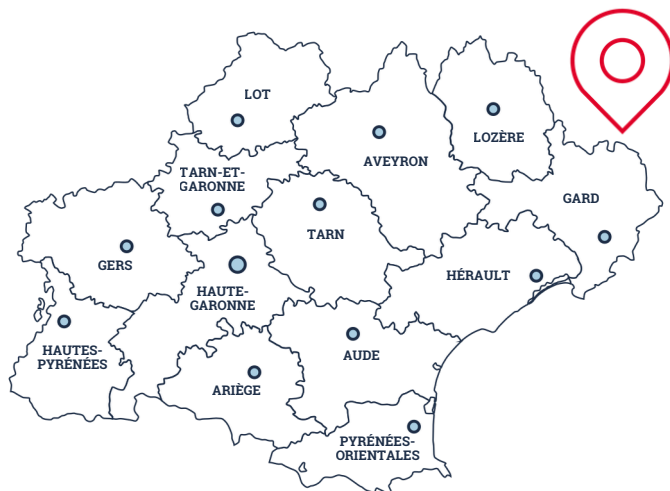 LOT
LOZÈRE
AVEYRON
TARN-ET-
GARONNE
GARD
TARN
GERS
HÉRAULT
HAUTE-
GARONNE
HAUTES-
PYRÉNÉES
AUDE
ARIÈGE
PYRÉNÉES-
ORIENTALES